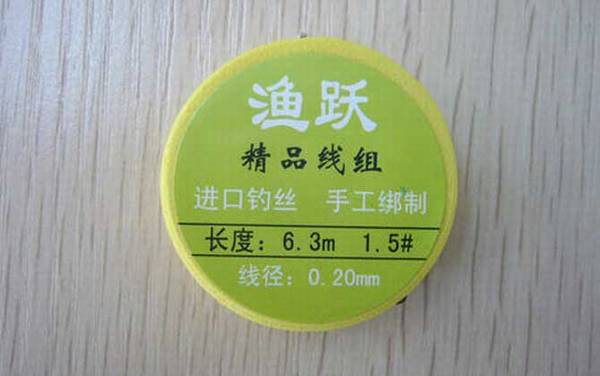 渔跃
精品线组
进口钓丝 手工绑制
长度：6.3m 1.5#
线径：0.20mm